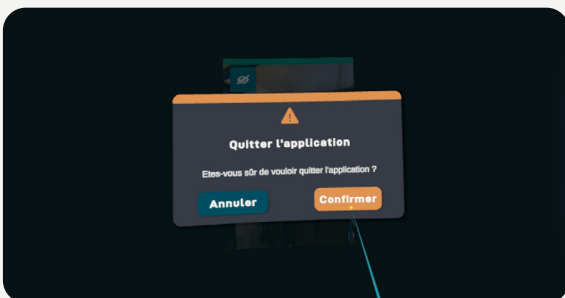 Quitter l'application
Etes-vous sûr de vouloir quitter l'application ?
Annuler
Confirmer